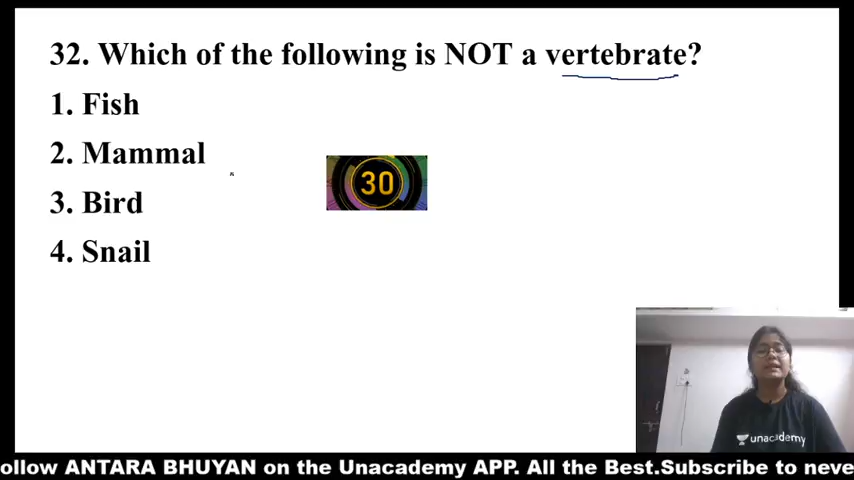 32. Which of the following is NOT a vertebrate?
1. Fish
2. Mammal
30
3. Bird
4. Snail
unacademy
ollow ANTARA BHUYAN on the Unacademy APP. All the Best.Subscribe to neve